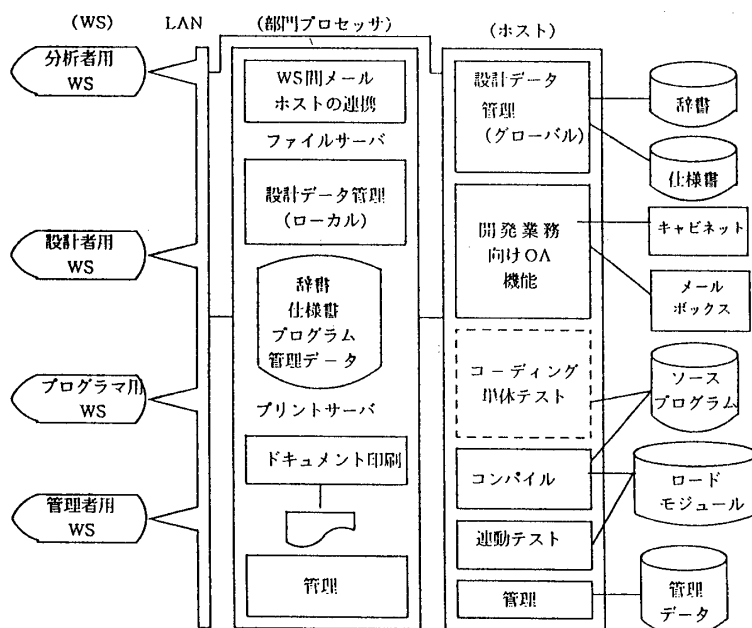 (WS)
LAN
(部門プロセッサ)
(ホスト)
分析者用
WS
設計者用
WS
プログラマ用
WS
管理者用
WS
WS間メール
ホストの連携
ファイルサーバ
設計データ管理
(ローカル)
辞書
仕様書
プログラム
管理データ
プリントサーバ
ドキュメント印刷
管理
設計データ
管理
(グローバル)
開発業務
向けOA
機能
コーディング
単体テスト
コンパイル
連動テスト
管理
辞書
仕様書
キャビネット
メール
ボックス
ソース
プログラム
ロード
モジュール
管理
データ